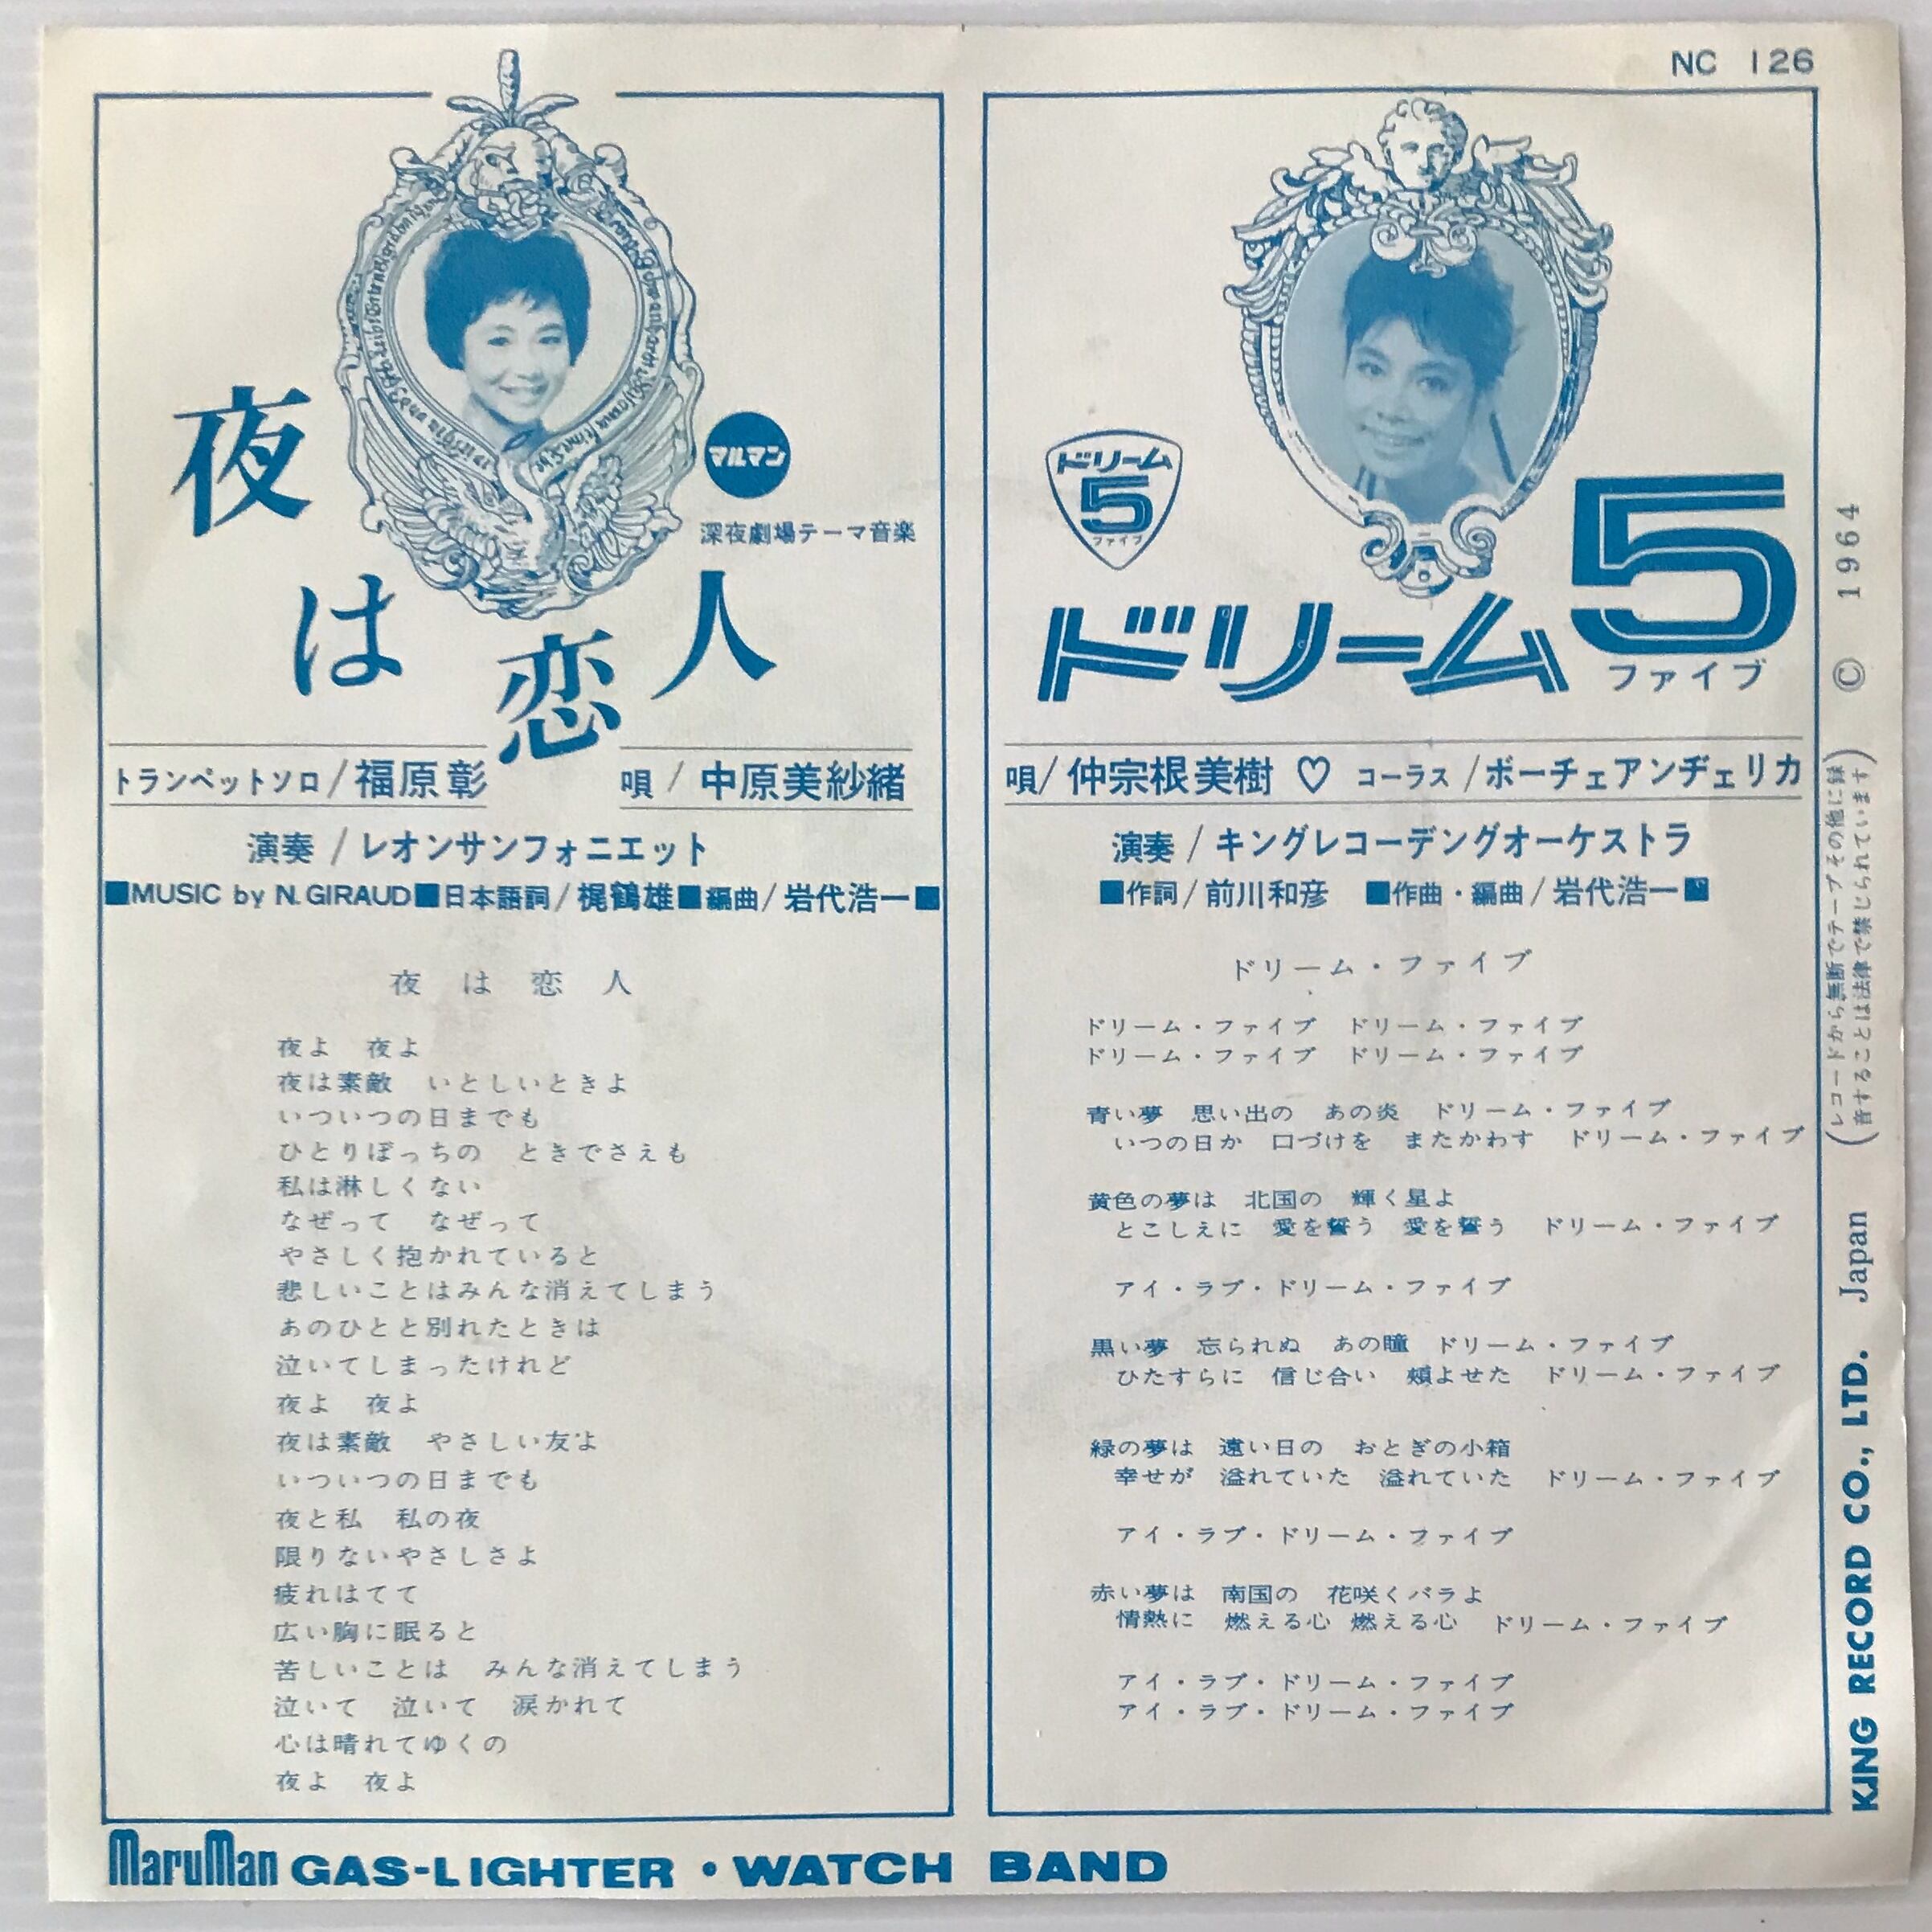 NC 126
夜は恋人
マルマン
深夜劇場テーマ音楽
トランペットソロ/福原彰 唄/中原美紗緒
演奏/レオンサンフォニエット
■MUSIC by N.GIRAUD■日本語詞/梶鶴雄■編曲/岩代浩一■
夜は恋人
夜よ 夜よ
夜は素敵 いとしいときよ
いついつの日までも
ひとりぼっちの ときでさえも
私は淋しくない
なぜって なぜって
やさしく抱かれていると
悲しいことはみんな消えてしまう
あのひとと別れたときは
泣いてしまったけれど
夜よ 夜よ
夜は素敵 やさしい友よ
いついつの日までも
夜と私 私の夜
限りないやさしさよ
疲れはてて
広い胸に眠ると
苦しいことは みんな消えてしまう
泣いて 泣いて 涙かれて
心は晴れてゆくの
夜よ 夜よ
ドリーム
5
ファイブ
ドリーム5
ファイブ
唄/仲宗根美樹 ♡ コーラス/ボーチェアンヂェリカ
演奏/キングレコーデングオーケストラ
■作詞/前川和彦 ■作曲・編曲/岩代浩一■
ドリーム・ファイブ
ドリーム・ファイブ ドリーム・ファイブ
ドリーム・ファイブ ドリーム・ファイブ
青い夢 思い出の あの炎 ドリーム・ファイブ
いつの日か 口づけを またかわす ドリーム・ファイブ
黄色の夢は 北国の 輝く星よ
とこしえに 愛を誓う 愛を誓う ドリーム・ファイブ
アイ・ラブ・ドリーム・ファイブ
黒い夢 忘られぬ あの瞳 ドリーム・ファイブ
ひたすらに 信じ合い 頬よせた ドリーム・ファイブ
緑の夢は 遠い日の おとぎの小箱
幸せが 溢れていた 溢れていた ドリーム・ファイブ
アイ・ラブ・ドリーム・ファイブ
赤い夢は 南国の 花咲くバラよ
情熱に 燃える心 燃える心 ドリーム・ファイブ
アイ・ラブ・ドリーム・ファイブ
アイ・ラブ・ドリーム・ファイブ
KING RECORD CO., LTD. Japan (レコードから無断でテープその他に録音することは法律で禁じられています) © 1964
MaruMan GAS-LIGHTER・WATCH BAND